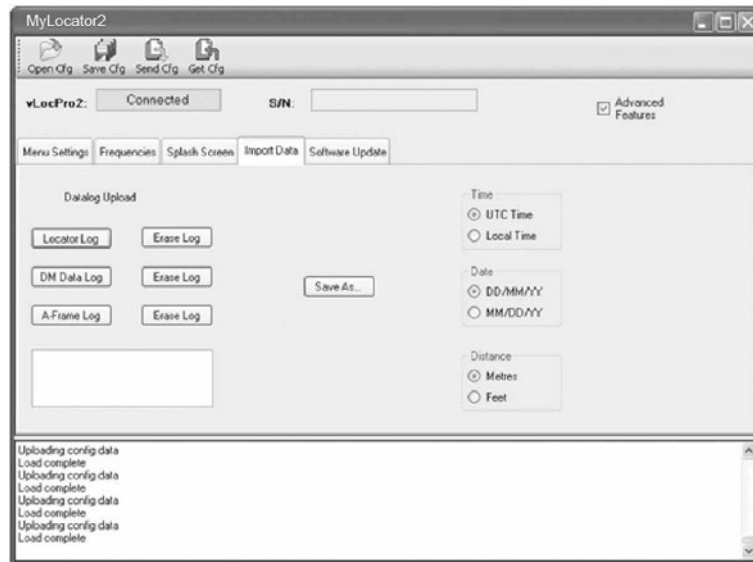 MyLocator2
Open Cfg Save Cfg Send Cfg Get Cfg
vLocPro2: Connected S/N: Advanced Features
Menu Settings Frequencies Splash Screen Import Data Software Update
Datalog Upload
Locator Log Erase Log
DM Data Log Erase Log
A-Frame Log Erase Log
Save As...
Time
UTC Time
Local Time
Date
DD/MM/YY
MM/DD/YY
Distance
Metres
Feet
Uploading config data
Load complete
Uploading config data
Load complete
Uploading config data
Load complete
Uploading config data
Load complete